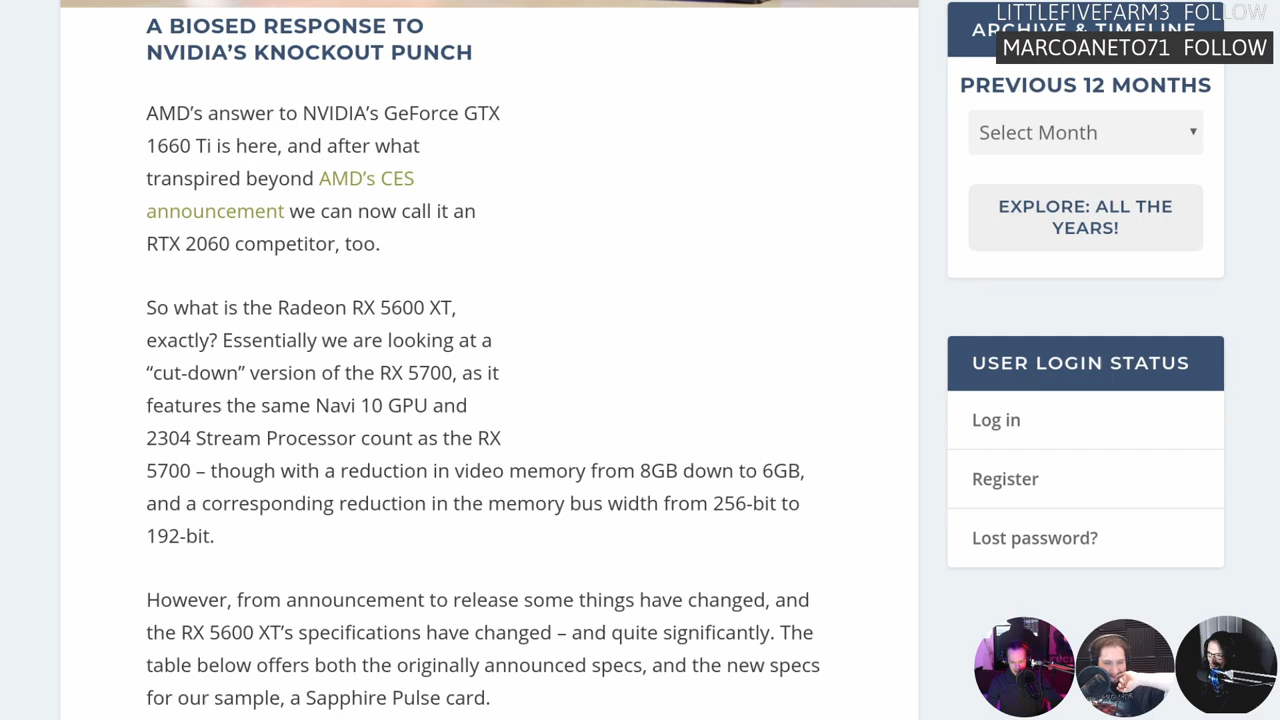 A BIOSED RESPONSE TO
NVIDIA’S KNOCKOUT PUNCH
AMD’s answer to NVIDIA’s GeForce GTX
1660 Ti is here, and after what
transpired beyond AMD’s CES
announcement we can now call it an
RTX 2060 competitor, too.
So what is the Radeon RX 5600 XT,
exactly? Essentially we are looking at a
“cut-down” version of the RX 5700, as it
features the same Navi 10 GPU and
2304 Stream Processor count as the RX
5700 – though with a reduction in video memory from 8GB down to 6GB,
and a corresponding reduction in the memory bus width from 256-bit to
192-bit.
However, from announcement to release some things have changed, and
the RX 5600 XT’s specifications have changed – and quite significantly. The
table below offers both the originally announced specs, and the new specs
for our sample, a Sapphire Pulse card.
LITTLEFIVEFARM3 FOLLOW
ARCHIVE & TIMELINE
MARCOANETO71 FOLLOW
PREVIOUS 12 MONTHS
Select Month
EXPLORE: ALL THE
YEARS!
USER LOGIN STATUS
Log in
Register
Lost password?